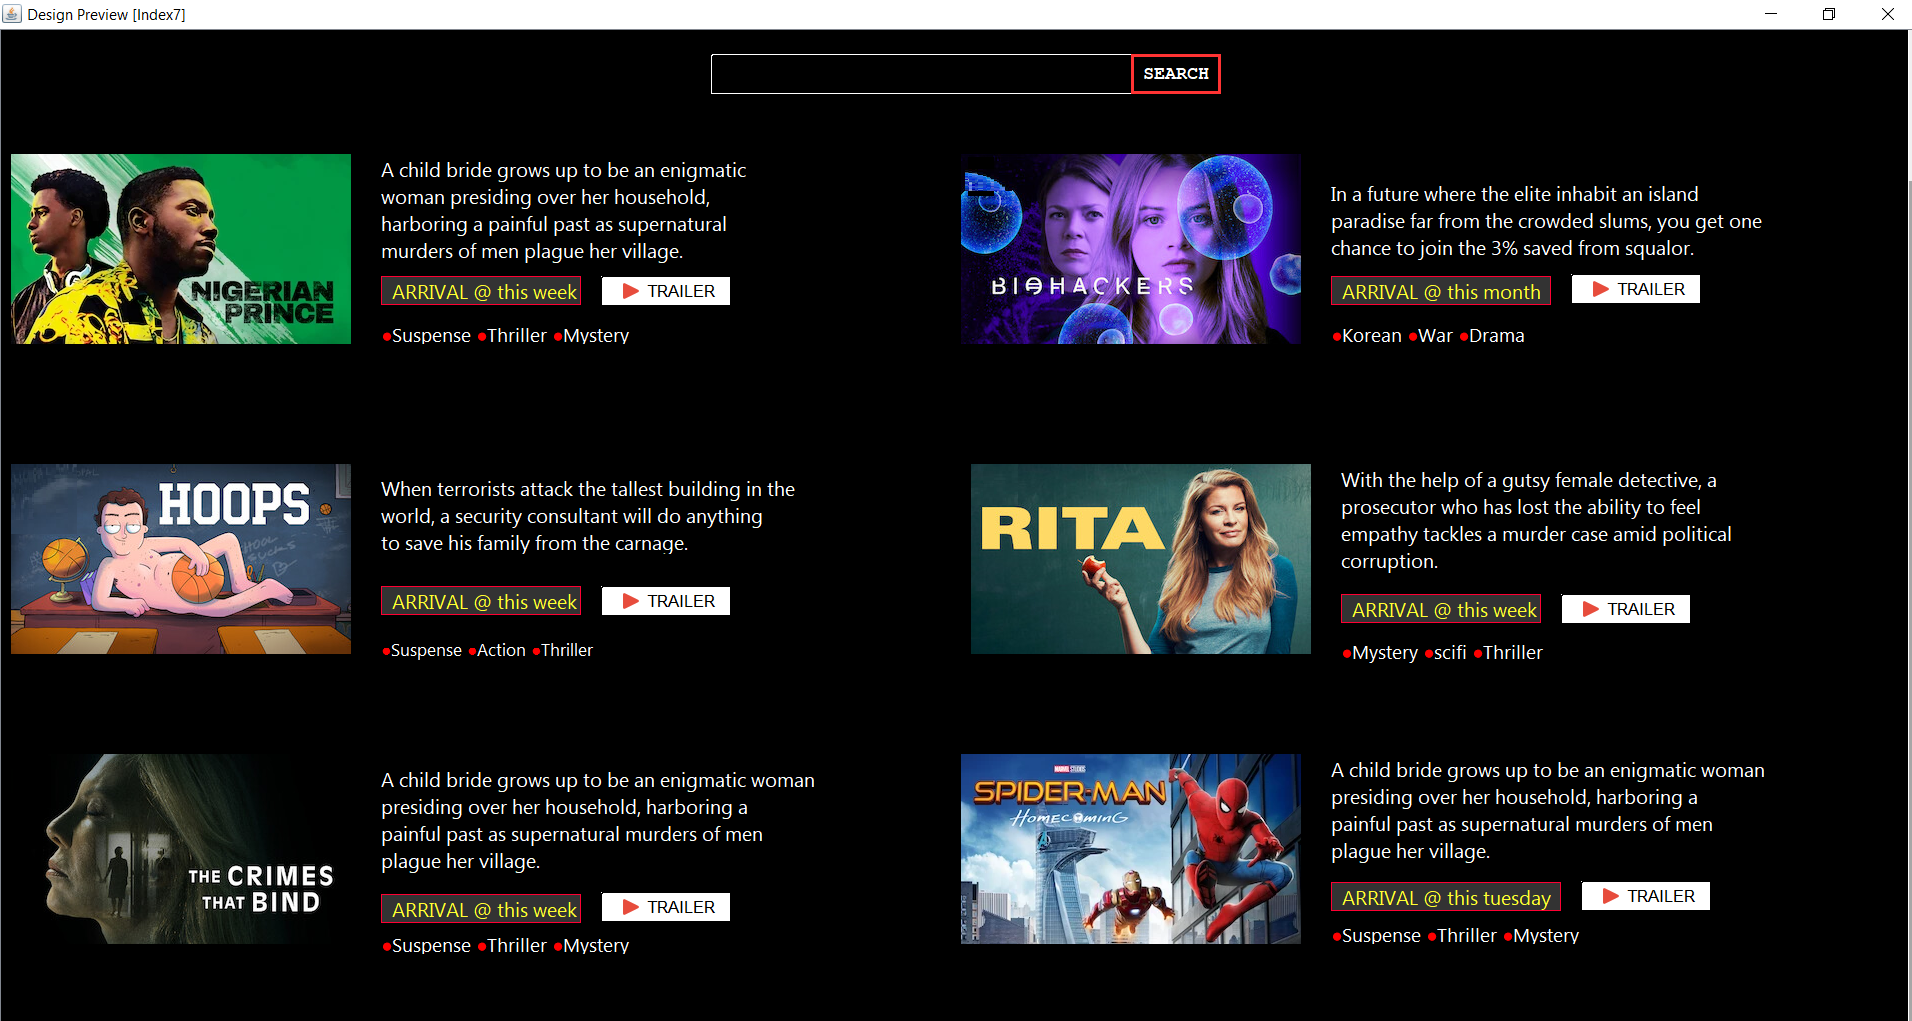 Design Preview [Index7]
SEARCH
NIGERIAN
PRINCE
A child bride grows up to be an enigmatic
woman presiding over her household,
harboring a painful past as supernatural
murders of men plague her village.
ARRIVAL @ this week
TRAILER
●Suspense ●Thriller ●Mystery
BIOHACKERS
In a future where the elite inhabit an island
paradise far from the crowded slums, you get one
chance to join the 3% saved from squalor.
ARRIVAL @ this month
TRAILER
●Korean ●War ●Drama
HOOPS
When terrorists attack the tallest building in the
world, a security consultant will do anything
to save his family from the carnage.
ARRIVAL @ this week
TRAILER
●Suspense ●Action ●Thriller
RITA
With the help of a gutsy female detective, a
prosecutor who has lost the ability to feel
empathy tackles a murder case amid political
corruption.
ARRIVAL @ this week
TRAILER
●Mystery ●scifi ●Thriller
THE CRIMES
THAT BIND
A child bride grows up to be an enigmatic woman
presiding over her household, harboring a
painful past as supernatural murders of men
plague her village.
ARRIVAL @ this week
TRAILER
●Suspense ●Thriller ●Mystery
MARVEL STUDIOS
SPIDER-MAN
HOMECOMING
A child bride grows up to be an enigmatic woman
presiding over her household, harboring a
painful past as supernatural murders of men
plague her village.
ARRIVAL @ this tuesday
TRAILER
●Suspense ●Thriller ●Mystery